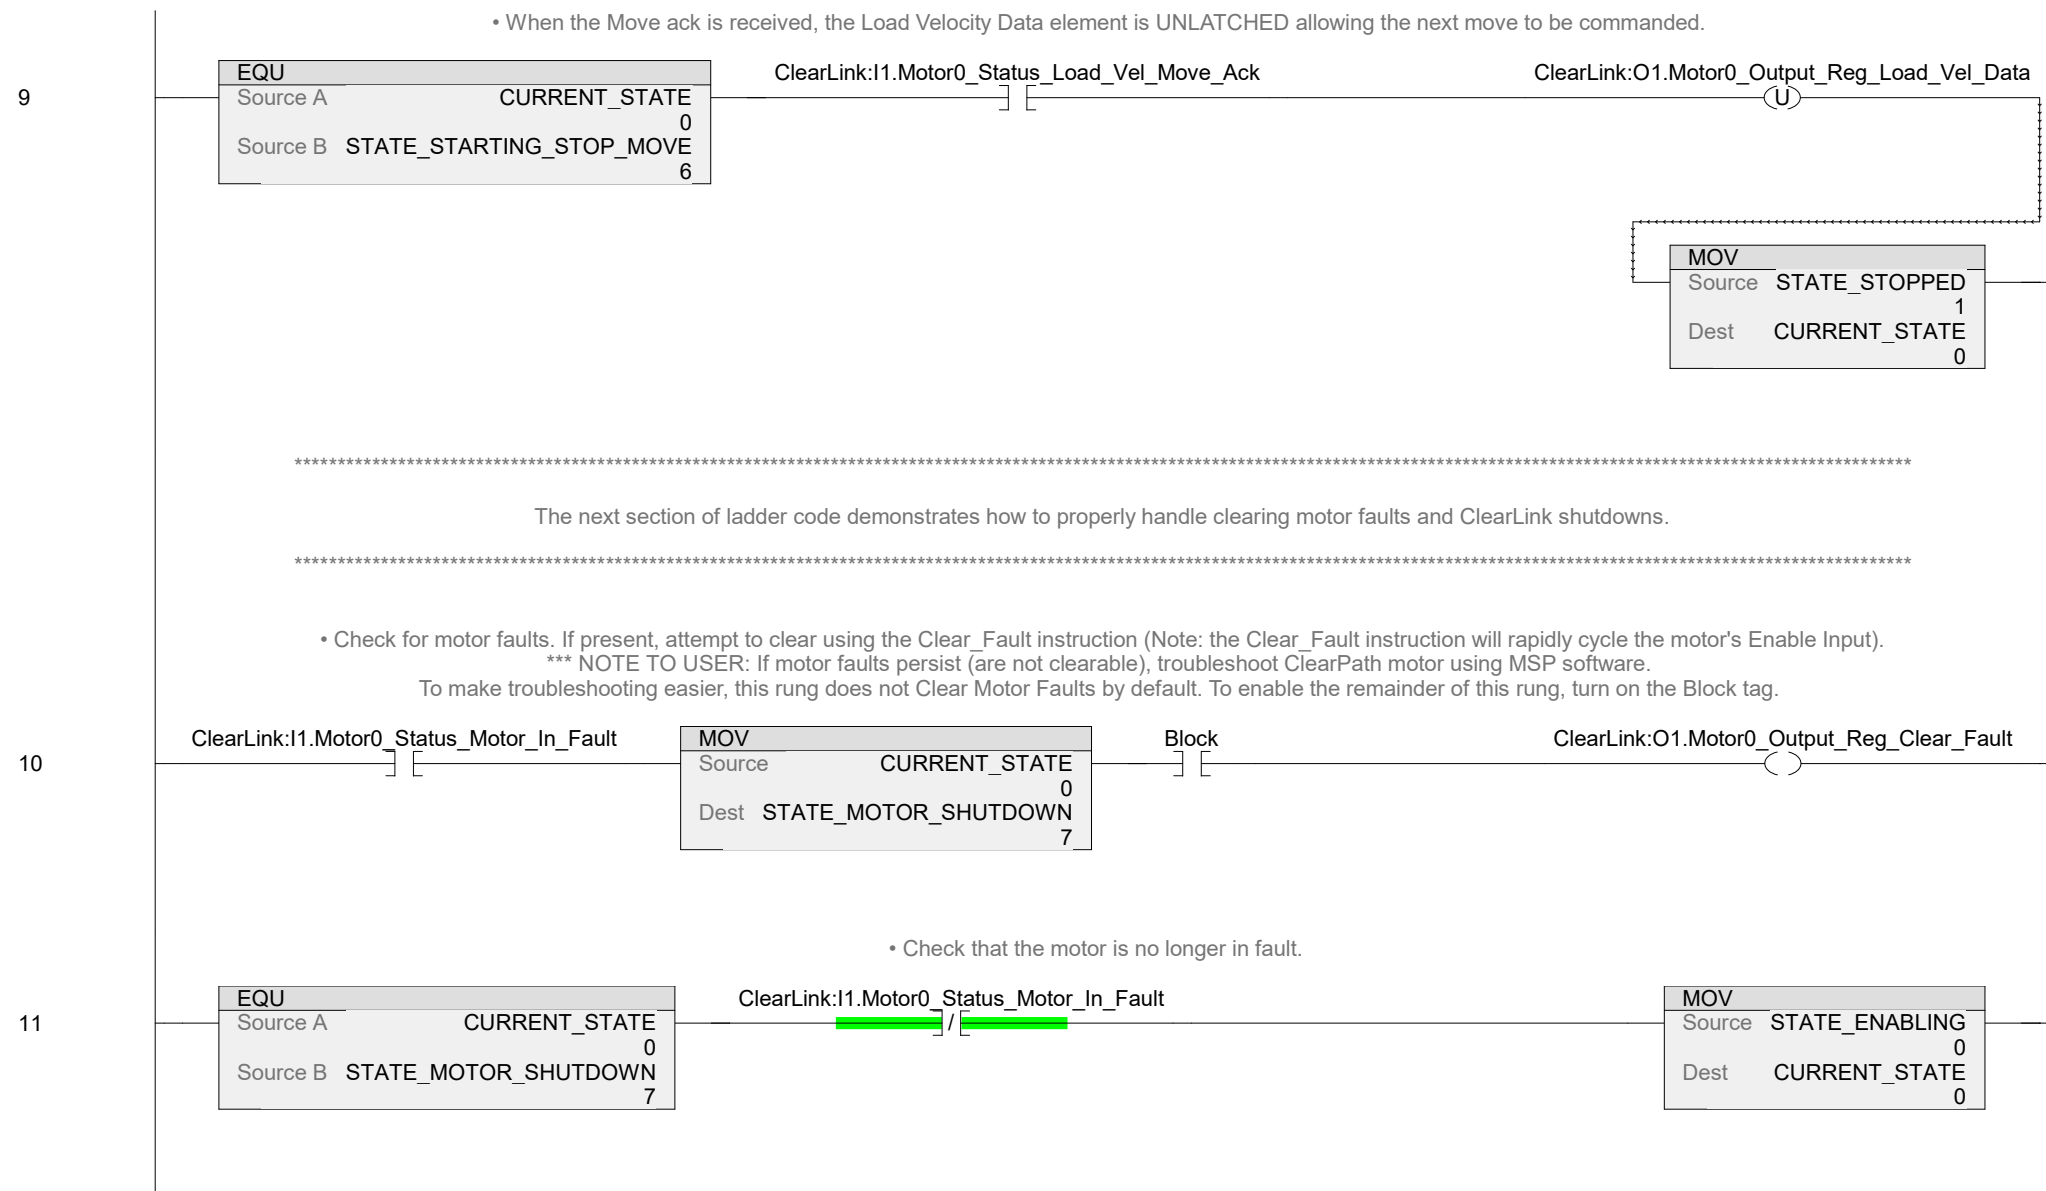 • When the Move ack is received, the Load Velocity Data element is UNLATCHED allowing the next move to be commanded.
9
EQU
Source A CURRENT_STATE
0
Source B STATE_STARTING_STOP_MOVE
6
ClearLink:I1.Motor0_Status_Load_Vel_Move_Ack
ClearLink:O1.Motor0_Output_Reg_Load_Vel_Data
U
MOV
Source STATE_STOPPED
1
Dest CURRENT_STATE
0
The next section of ladder code demonstrates how to properly handle clearing motor faults and ClearLink shutdowns.
• Check for motor faults. If present, attempt to clear using the Clear_Fault instruction (Note: the Clear_Fault instruction will rapidly cycle the motor's Enable Input).
*** NOTE TO USER: If motor faults persist (are not clearable), troubleshoot ClearPath motor using MSP software.
To make troubleshooting easier, this rung does not Clear Motor Faults by default. To enable the remainder of this rung, turn on the Block tag.
10
ClearLink:I1.Motor0_Status_Motor_In_Fault
MOV
Source CURRENT_STATE
0
Dest STATE_MOTOR_SHUTDOWN
7
Block
ClearLink:O1.Motor0_Output_Reg_Clear_Fault
• Check that the motor is no longer in fault.
11
EQU
Source A CURRENT_STATE
0
Source B STATE_MOTOR_SHUTDOWN
7
ClearLink:I1.Motor0_Status_Motor_In_Fault
/
MOV
Source STATE_ENABLING
0
Dest CURRENT_STATE
0